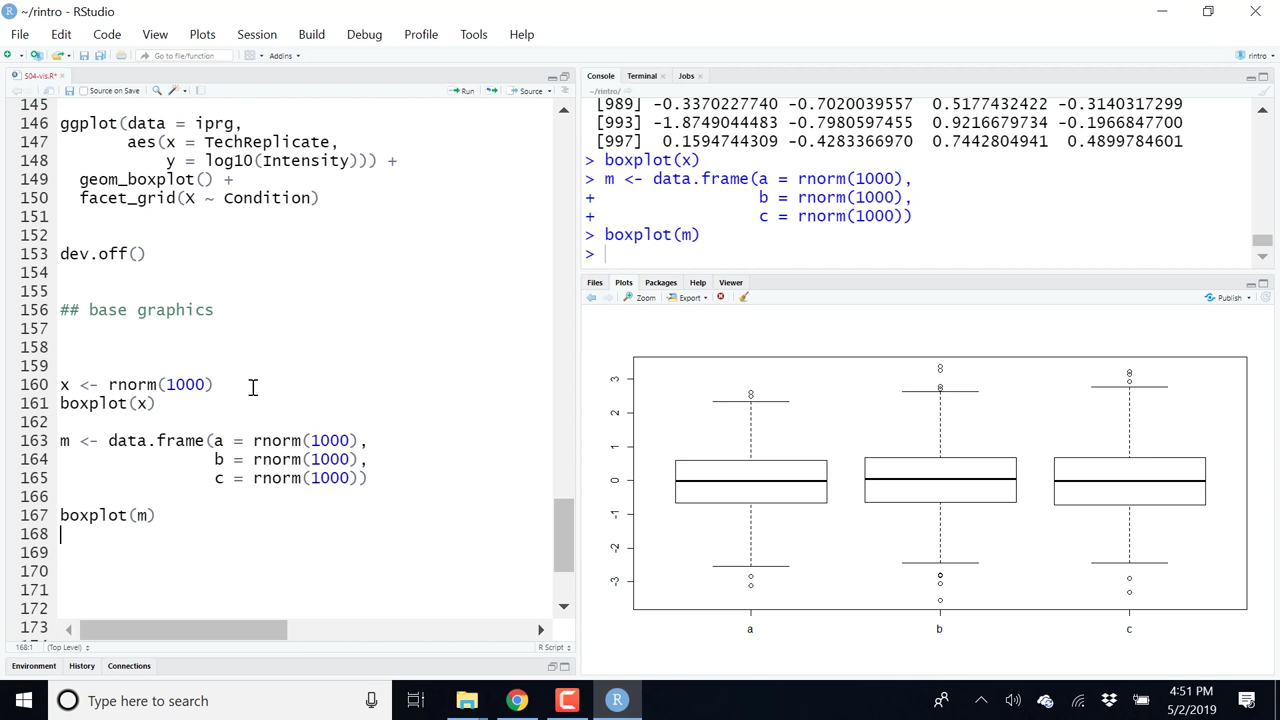 ~/rintro - RStudio
File Edit Code View Plots Session Build Debug Profile Tools Help
Go to file/function Addins rintro
S04-vis.R*
Source on Save Run Source
145
146 ggplot(data = iprg,
147 aes(x = TechReplicate,
148 y = log10(Intensity))) +
149 geom_boxplot() +
150 facet_grid(X ~ Condition)
151
152
153 dev.off()
154
155
156 ## base graphics
157
158
159
160 x <- rnorm(1000)
161 boxplot(x)
162
163 m <- data.frame(a = rnorm(1000),
164 b = rnorm(1000),
165 c = rnorm(1000))
166
167 boxplot(m)
168
169
170
171
172
173
168:1 (Top Level) R Script
Environment History Connections
Console Terminal Jobs
~/rintro/
[989] -0.3370227740 -0.7020039557 0.5177432422 -0.3140317299
[993] -1.8749044483 -0.7980597455 0.9216679734 -0.1966847700
[997] 0.1594744309 -0.4283366970 0.7442804941 0.4899784601
> boxplot(x)
> m <- data.frame(a = rnorm(1000),
+ b = rnorm(1000),
+ c = rnorm(1000))
> boxplot(m)
>
Files Plots Packages Help Viewer
Zoom Export Publish
3
2
1
0
-1
-2
-3
a b c
Type here to search
4:51 PM
5/2/2019